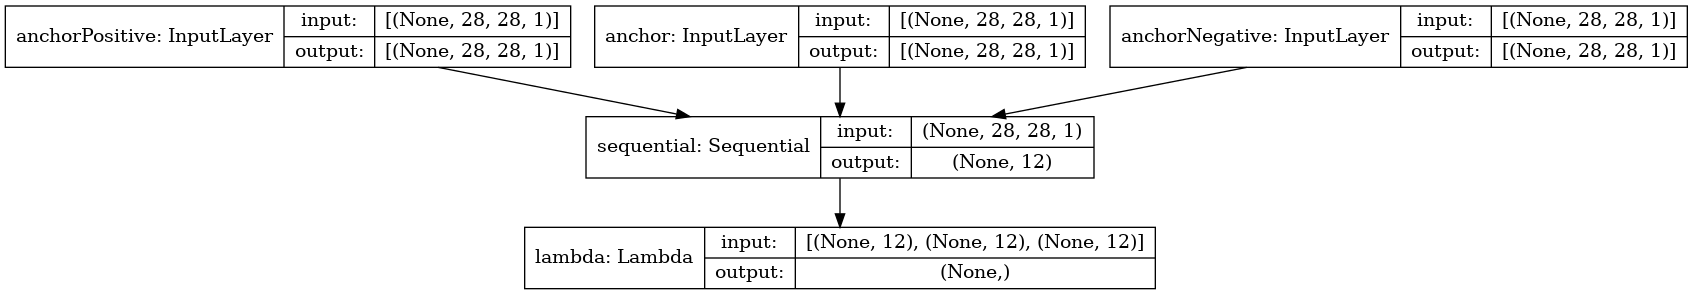 anchorPositive: InputLayer
input:
[(None, 28, 28, 1)]
output:
[(None, 28, 28, 1)]
anchor: InputLayer
input:
[(None, 28, 28, 1)]
output:
[(None, 28, 28, 1)]
anchorNegative: InputLayer
input:
[(None, 28, 28, 1)]
output:
[(None, 28, 28, 1)]
sequential: Sequential
input:
(None, 28, 28, 1)
output:
(None, 12)
lambda: Lambda
input:
[(None, 12), (None, 12), (None, 12)]
output:
(None,)